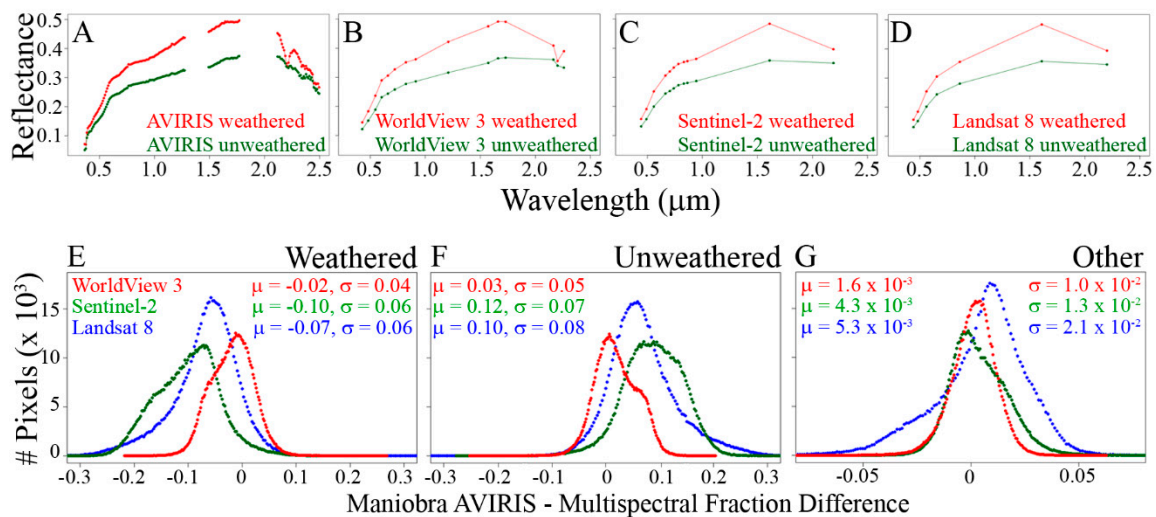 Reflectance
0.5
0.4
0.3
0.2
0.1
A
AVIRIS weathered
AVIRIS unweathered
0.5 1.0 1.5 2.0 2.5
B
WorldView 3 weathered
WorldView 3 unweathered
0.5 1.0 1.5 2.0 2.5
C
Sentinel-2 weathered
Sentinel-2 unweathered
0.5 1.0 1.5 2.0 2.5
D
Landsat 8 weathered
Landsat 8 unweathered
0.5 1.0 1.5 2.0 2.5
Wavelength (μm)
# Pixels (x 10³)
15
10
5
0
E Weathered
WorldView 3 μ = -0.02, σ = 0.04
Sentinel-2 μ = -0.10, σ = 0.06
Landsat 8 μ = -0.07, σ = 0.06
-0.3 -0.2 -0.1 0 0.1 0.2 0.3
F Unweathered
μ = 0.03, σ = 0.05
μ = 0.12, σ = 0.07
μ = 0.10, σ = 0.08
-0.3 -0.2 -0.1 0 0.1 0.2 0.3
G Other
μ = 1.6 x 10⁻³ σ = 1.0 x 10⁻²
μ = 4.3 x 10⁻³ σ = 1.3 x 10⁻²
μ = 5.3 x 10⁻³ σ = 2.1 x 10⁻²
-0.05 0 0.05
Maniobra AVIRIS - Multispectral Fraction Difference